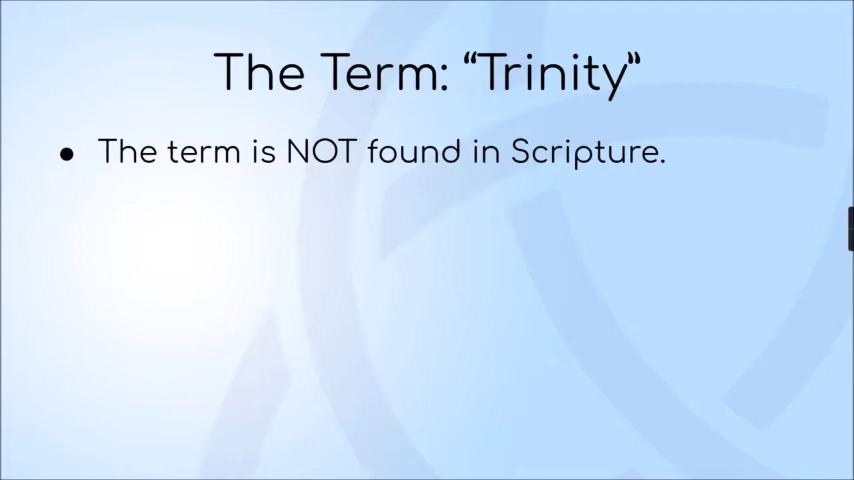 The Term: “Trinity”
● The term is NOT found in Scripture.